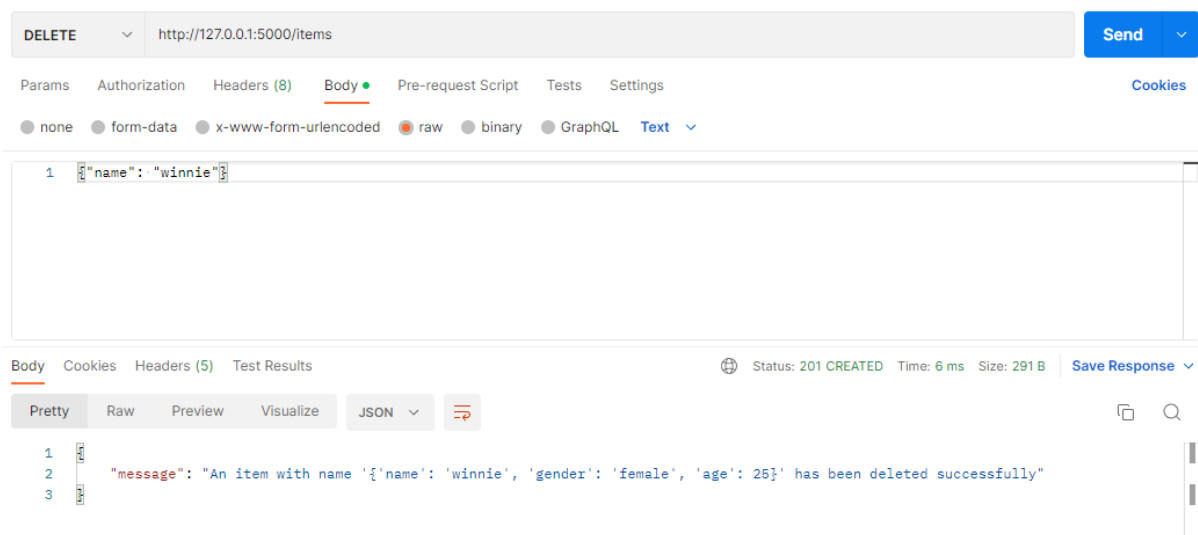 DELETE http://127.0.0.1:5000/items Send
Params Authorization Headers (8) Body Pre-request Script Tests Settings Cookies
none form-data x-www-form-urlencoded raw binary GraphQL Text
1 {"name": "winnie"}
Body Cookies Headers (5) Test Results Status: 201 CREATED Time: 6 ms Size: 291 B Save Response
Pretty Raw Preview Visualize JSON
1 {
2 "message": "An item with name '{'name': 'winnie', 'gender': 'female', 'age': 25}' has been deleted successfully"
3 }